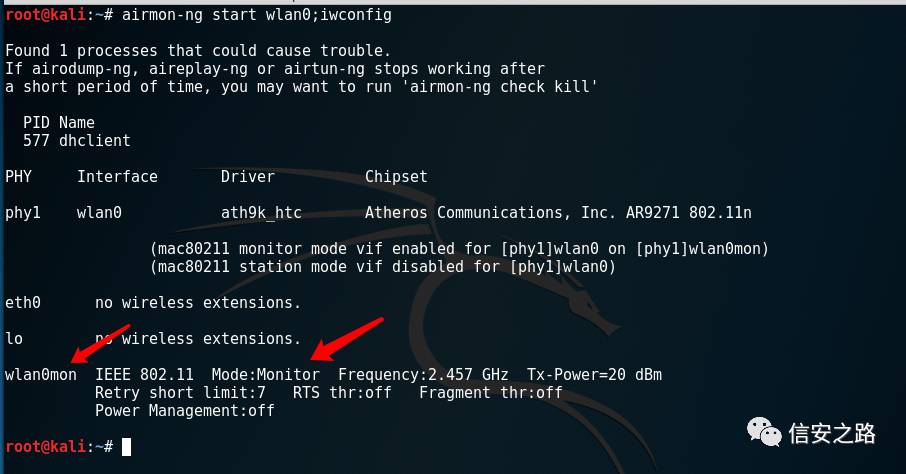 root@kali:~# airmon-ng start wlan0;iwconfig
Found 1 processes that could cause trouble.
If airodump-ng, aireplay-ng or airtun-ng stops working after
a short period of time, you may want to run 'airmon-ng check kill'
PID Name
577 dhclient
PHY Interface Driver Chipset
phy1 wlan0 ath9k_htc Atheros Communications, Inc. AR9271 802.11n
(mac80211 monitor mode vif enabled for [phy1]wlan0 on [phy1]wlan0mon)
(mac80211 station mode vif disabled for [phy1]wlan0)
eth0 no wireless extensions.
lo no wireless extensions.
wlan0mon IEEE 802.11 Mode:Monitor Frequency:2.457 GHz Tx-Power=20 dBm
Retry short limit:7 RTS thr:off Fragment thr:off
Power Management:off
root@kali:~#
信安之路